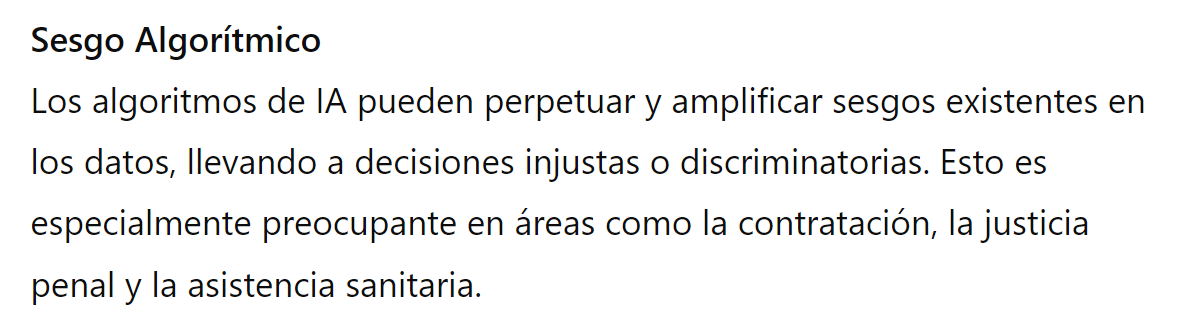 Sesgo Algorítmico
Los algoritmos de IA pueden perpetuar y amplificar sesgos existentes en
los datos, llevando a decisiones injustas o discriminatorias. Esto es
especialmente preocupante en áreas como la contratación, la justicia
penal y la asistencia sanitaria.